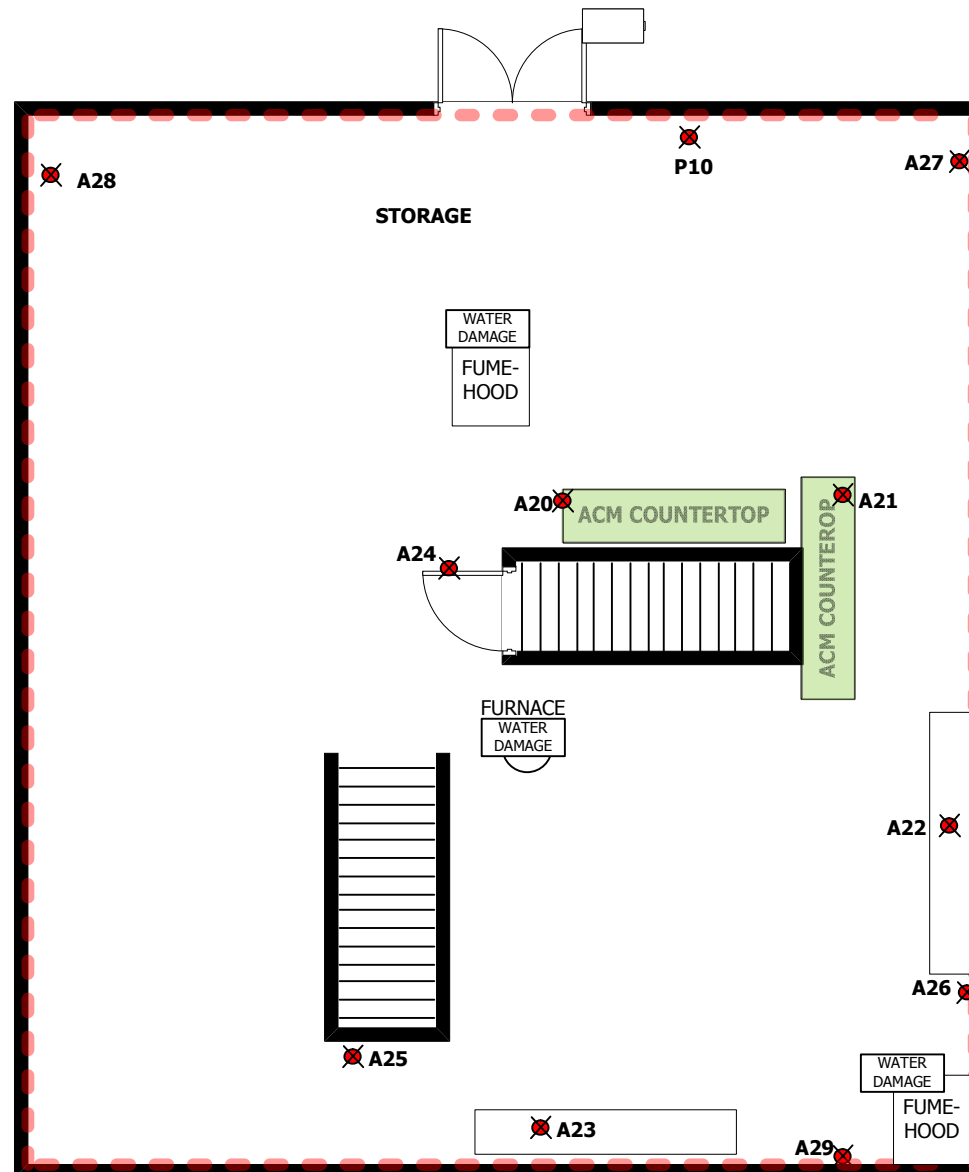 P10
A27
A28
STORAGE
WATER
DAMAGE
FUME-
HOOD
A20
ACM COUNTERTOP
A21
ACM COUNTEROP
A24
FURNACE
WATER
DAMAGE
A22
A26
A25
WATER
DAMAGE
FUME-
HOOD
A23
A29